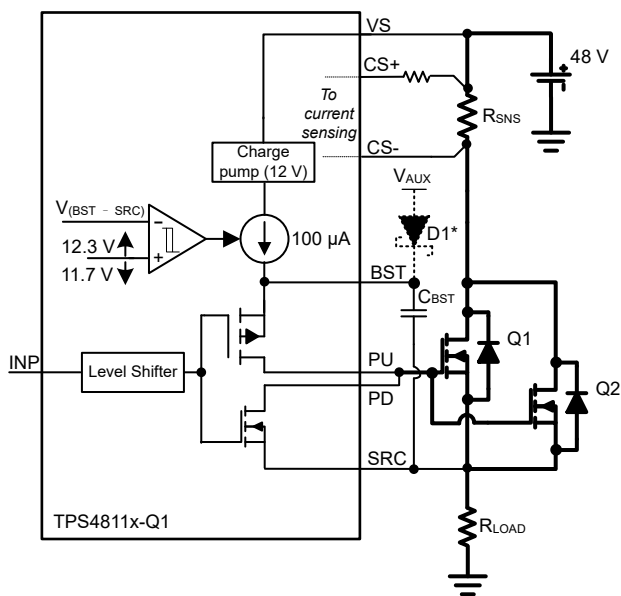 VS
CS+
48 V
To
current
sensing
RSNS
CS-
Charge
pump (12 V)
VAUX
V(BST - SRC)
12.3 V
11.7 V
100 µA
D1*
BST
CBST
INP
Level Shifter
PU
PD
Q1
Q2
SRC
TPS4811x-Q1
RLOAD